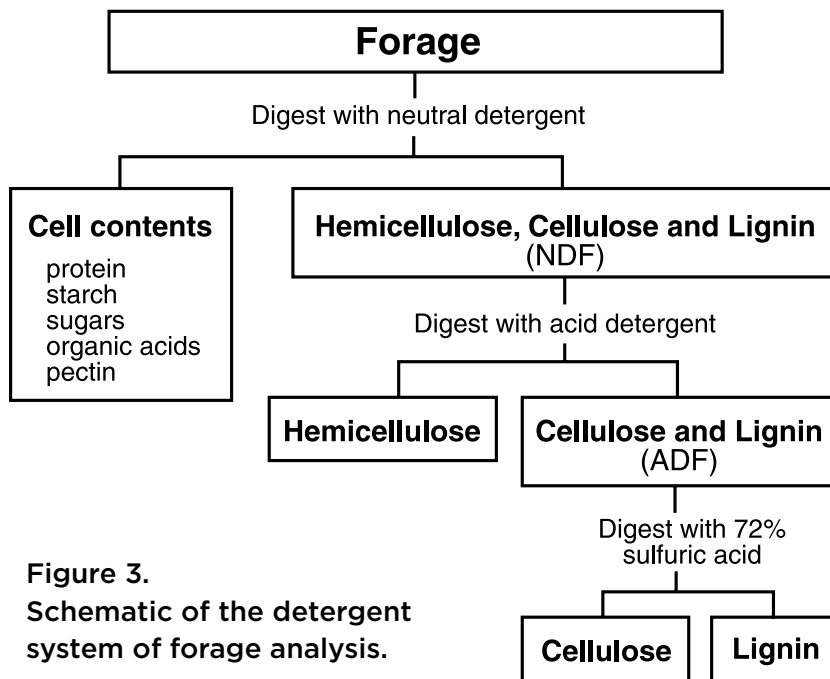 Forage
Digest with neutral detergent
Cell contents
protein
starch
sugars
organic acids
pectin
Hemicellulose, Cellulose and Lignin
(NDF)
Digest with acid detergent
Hemicellulose
Cellulose and Lignin
(ADF)
Digest with 72%
sulfuric acid
Cellulose
Lignin
Figure 3.
Schematic of the detergent
system of forage analysis.